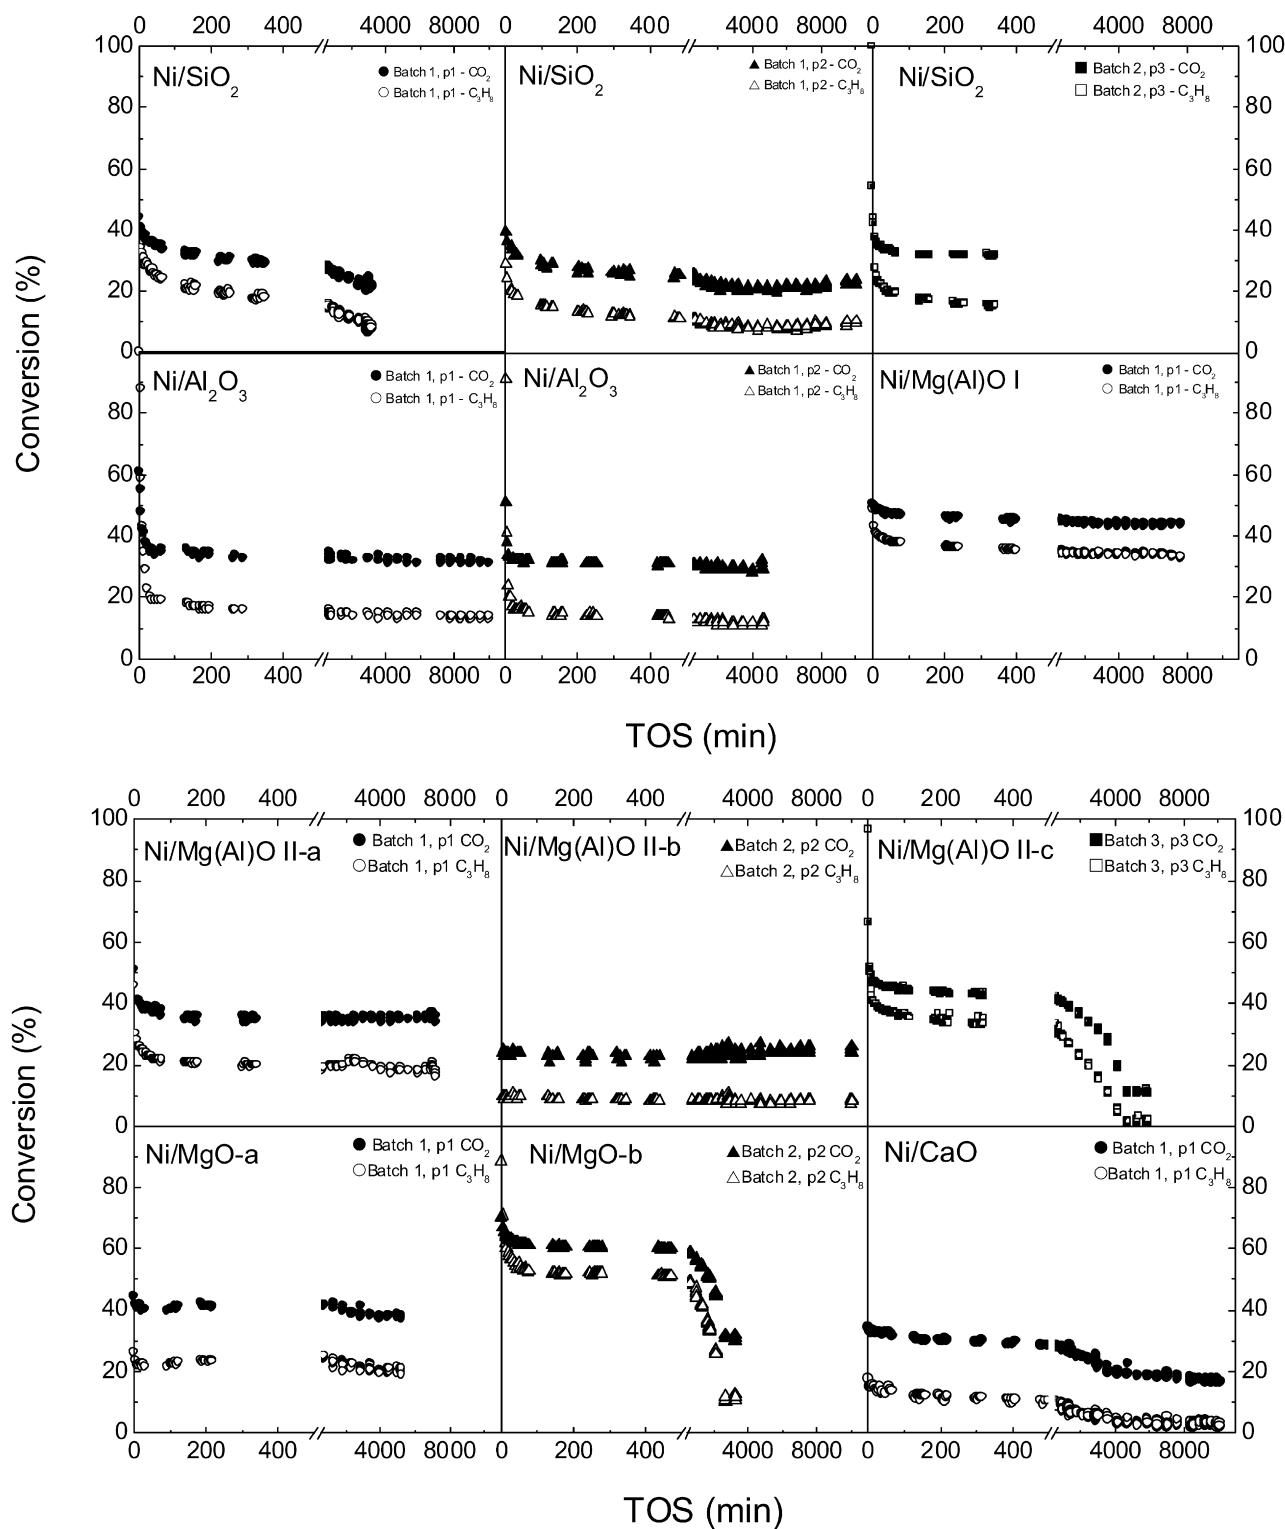 0 200 400 4000 8000 0 200 400 4000 8000 0 200 400 4000 8000
100 100
Ni/SiO₂ Batch 1, p1 - CO₂ Batch 1, p1 - C₃H₈
Ni/SiO₂ Batch 1, p2 - CO₂ Batch 1, p2 - C₃H₈
Ni/SiO₂ Batch 2, p3 - CO₂ Batch 2, p3 - C₃H₈
80 80
60 60
40 40
20 20
0 0
Ni/Al₂O₃ Batch 1, p1 - CO₂ Batch 1, p1 - C₃H₈
Ni/Al₂O₃ Batch 1, p2 - CO₂ Batch 1, p2 - C₃H₈
Ni/Mg(Al)O I Batch 1, p1 - CO₂ Batch 1, p1 - C₃H₈
80 80
60 60
40 40
20 20
0 0
Conversion (%)
0 200 400 4000 8000 0 200 400 4000 8000 0 200 400 4000 8000
TOS (min)
0 200 400 4000 8000 0 200 400 4000 8000 0 200 400 4000 8000
100 100
Ni/Mg(Al)O II-a Batch 1, p1 CO₂ Batch 1, p1 C₃H₈
Ni/Mg(Al)O II-b Batch 2, p2 CO₂ Batch 2, p2 C₃H₈
Ni/Mg(Al)O II-c Batch 3, p3 CO₂ Batch 3, p3 C₃H₈
80 80
60 60
40 40
20 20
0 0
Ni/MgO-a Batch 1, p1 CO₂ Batch 1, p1 C₃H₈
Ni/MgO-b Batch 2, p2 CO₂ Batch 2, p2 C₃H₈
Ni/CaO Batch 1, p1 CO₂ Batch 1, p1 C₃H₈
80 80
60 60
40 40
20 20
0 0
Conversion (%)
0 200 400 4000 8000 0 200 400 4000 8000 0 200 400 4000 8000
TOS (min)